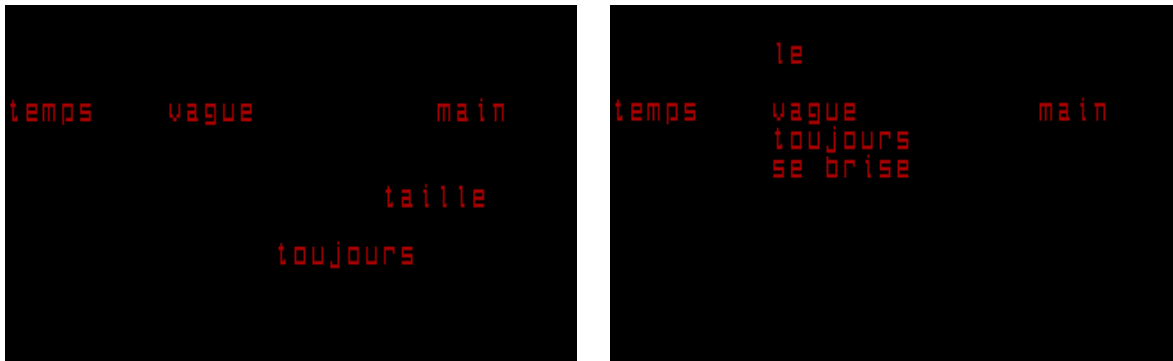 temps vague main
taille
toujours
le
temps vague main
toujours
se brise